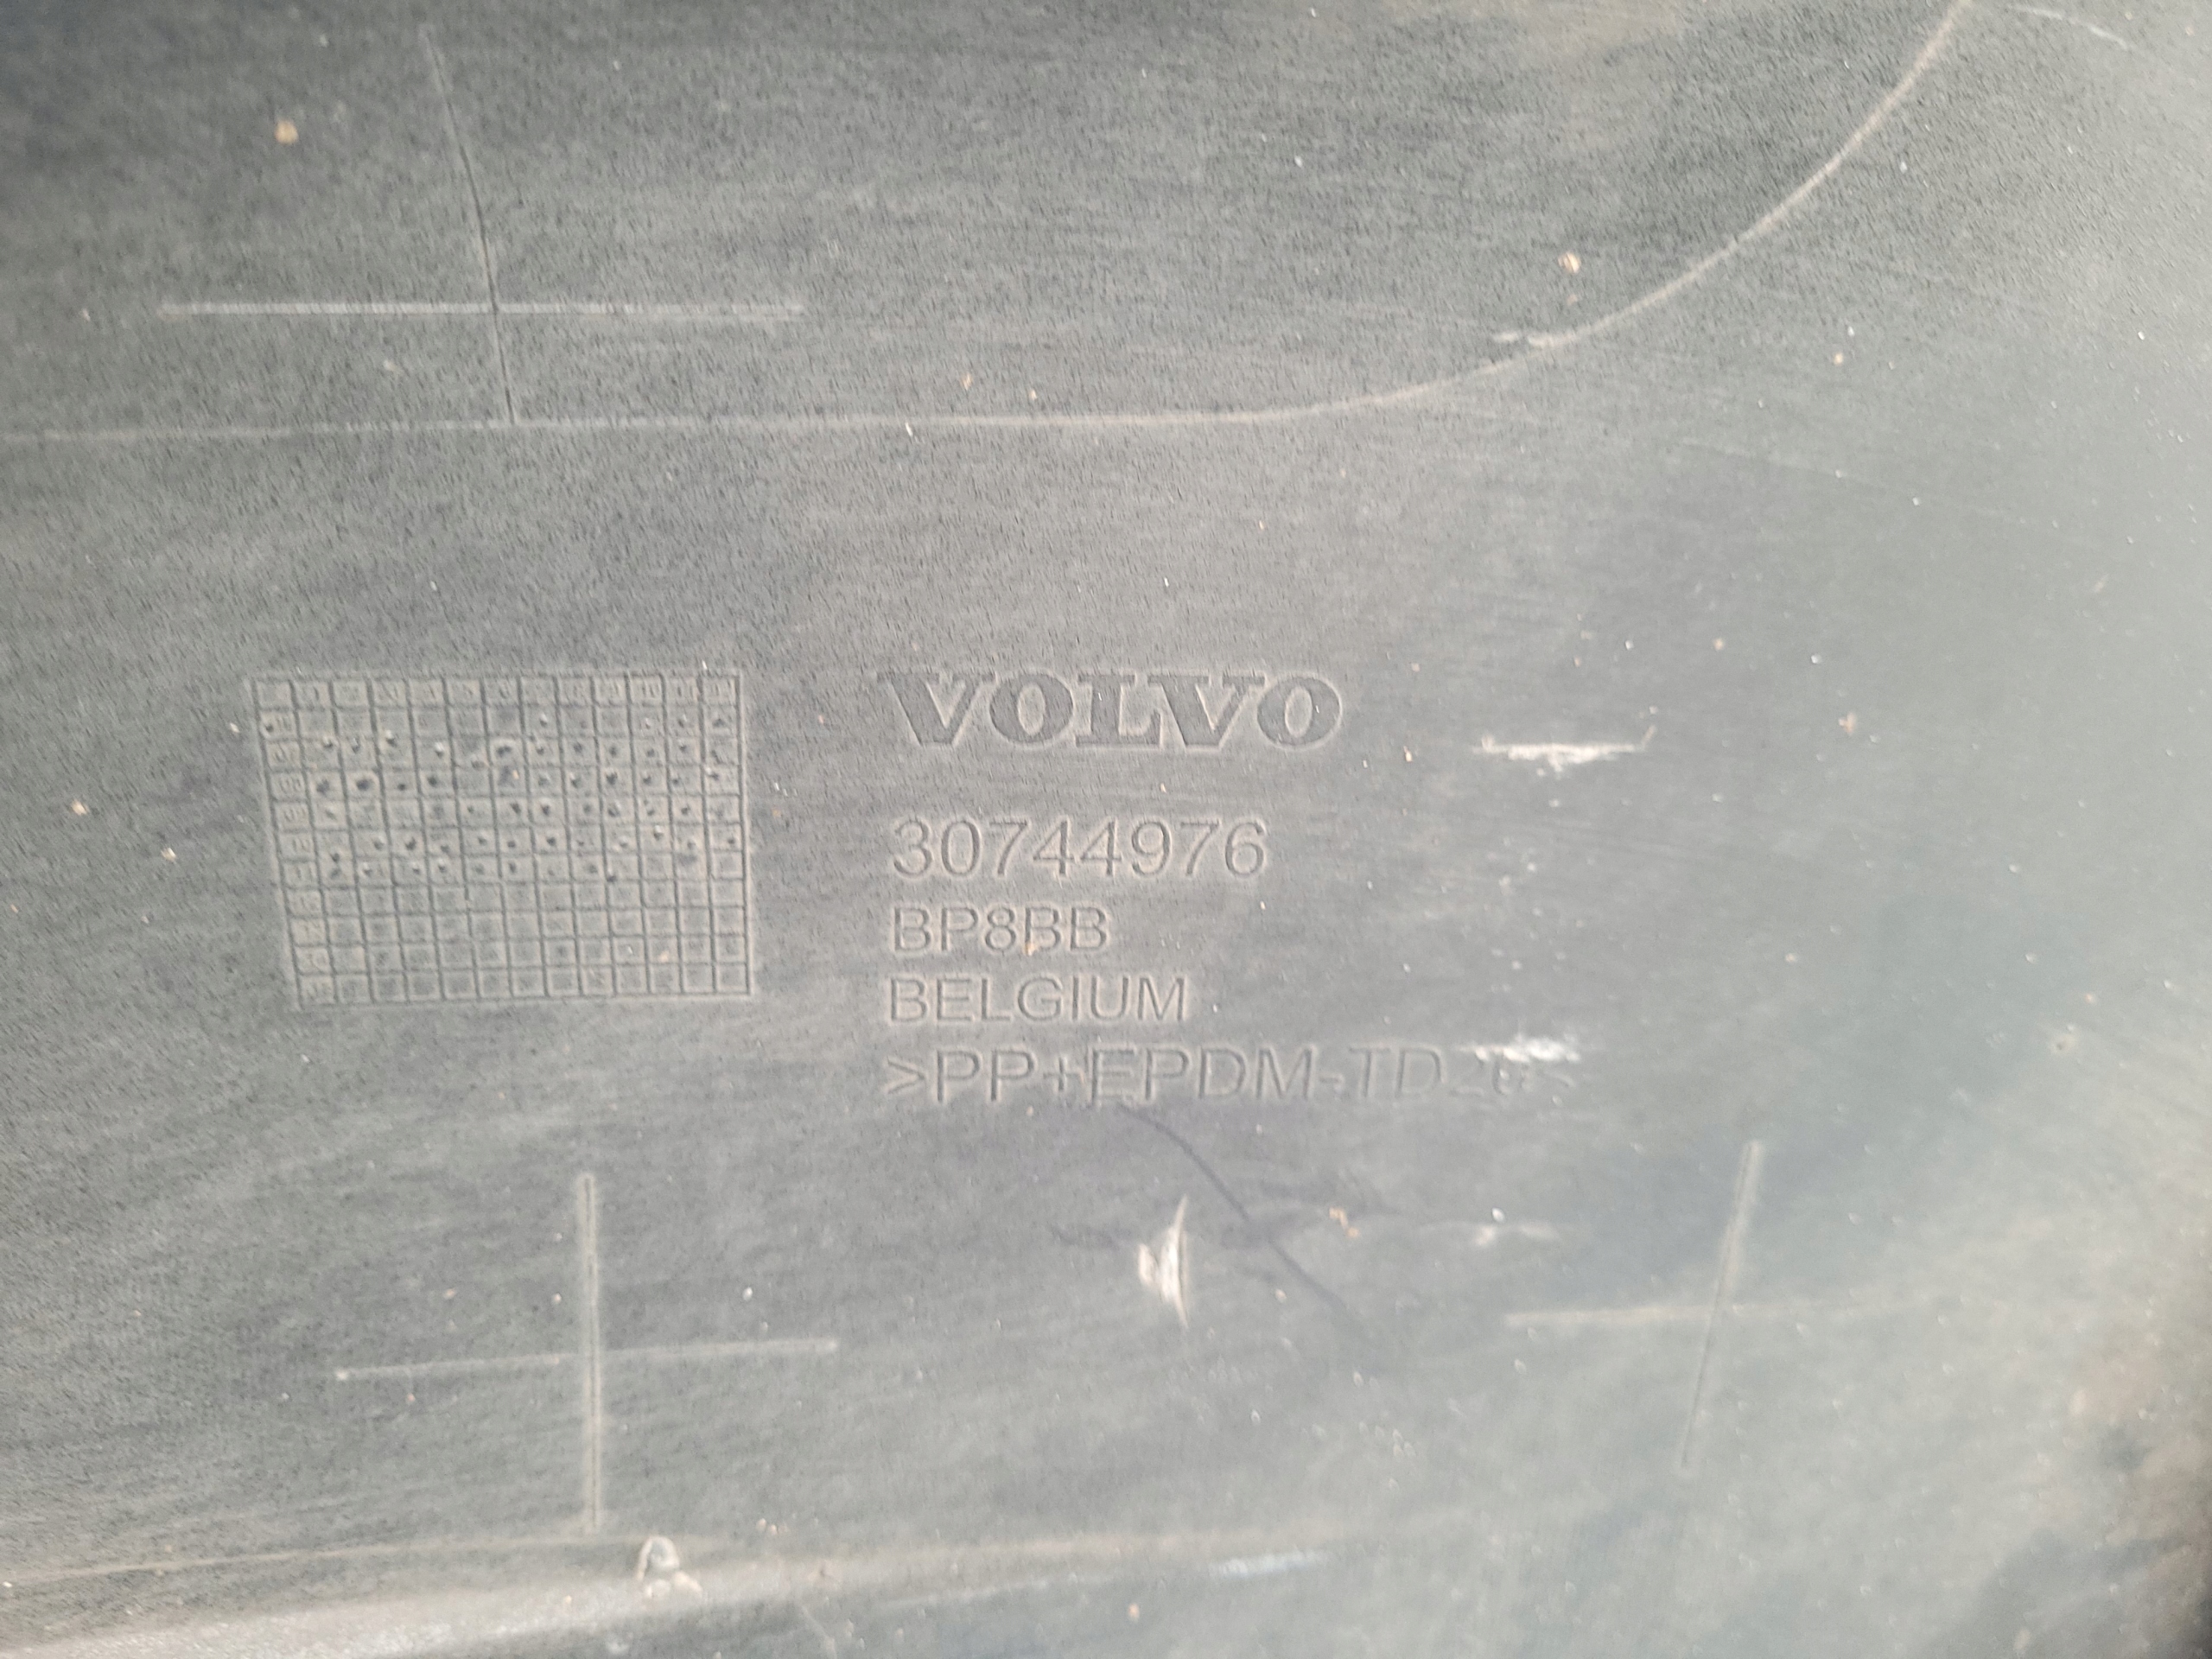 VOLVO
30744976
BP8BB
BELGIUM
>PP+EPDM-TD20<